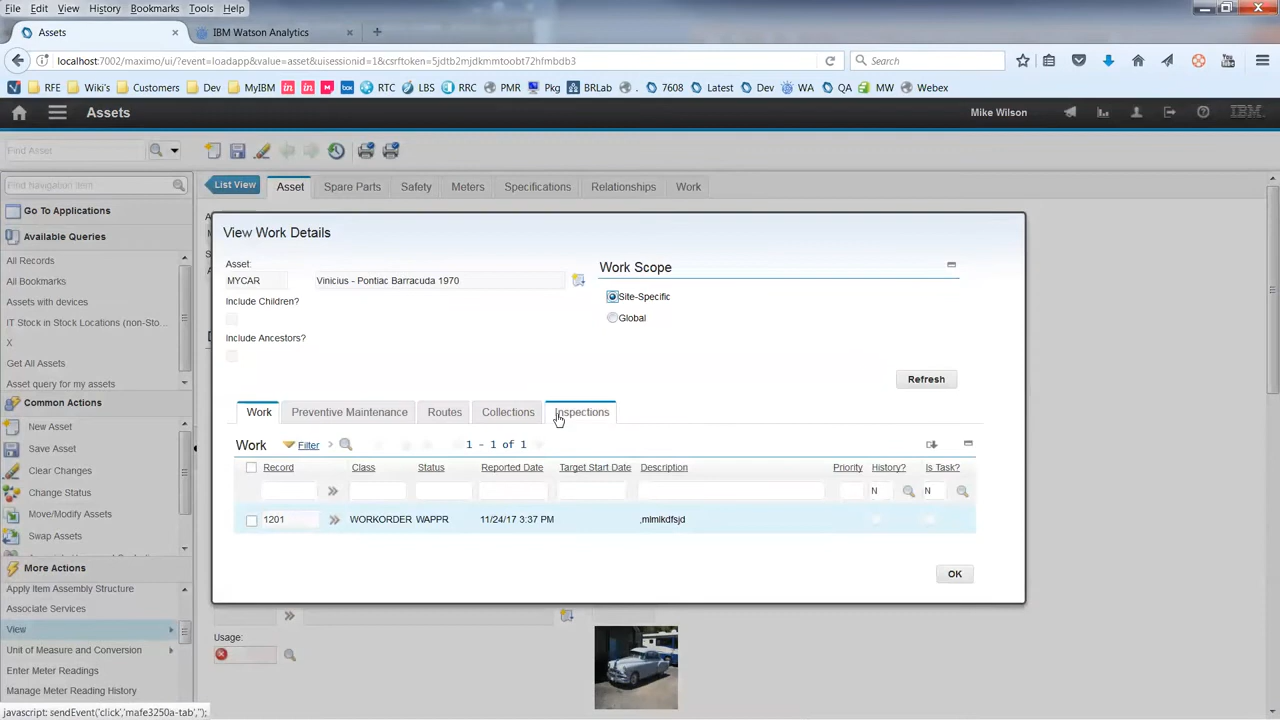 File Edit View History Bookmarks Tools Help
Assets
IBM Watson Analytics
localhost:7002/maximo/ui/?event=loadapp&value=asset&uisessionid=1&csrftoken=5jdtb2mjdkmmtoobt72hfmbdb3
Search
RFE Wiki's Customers Dev MyIBM RTC LBS RRC PMR Pkg BRLab . 7608 Latest Dev WA QA MW Webex
Assets
Mike Wilson
IBM
Find Asset
Find Navigation Item
List View Asset Spare Parts Safety Meters Specifications Relationships Work
Go To Applications
Available Queries
All Records
All Bookmarks
Assets with devices
IT Stock in Stock Locations (non-Sto...
X
Get All Assets
Asset query for my assets
Common Actions
New Asset
Save Asset
Clear Changes
Change Status
Move/Modify Assets
Swap Assets
More Actions
Apply Item Assembly Structure
Associate Services
View
Unit of Measure and Conversion
Enter Meter Readings
Manage Meter Reading History
View Work Details
Asset:
MYCAR Vinicius - Pontiac Barracuda 1970
Include Children?
Include Ancestors?
Work Scope
Site-Specific
Global
Refresh
Work Preventive Maintenance Routes Collections Inspections
Work Filter 1 - 1 of 1
Record Class Status Reported Date Target Start Date Description Priority History? Is Task?
N N
1201 WORKORDER WAPPR 11/24/17 3:37 PM ,mlmikdfsjd
OK
Usage:
javascript: sendEvent('click','mafe3250a-tab','');